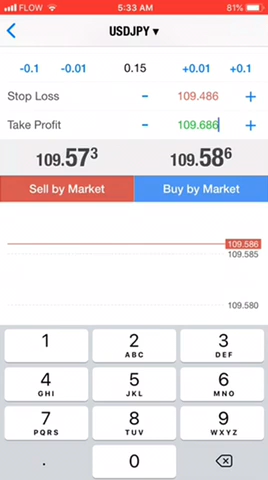 FLOW 5:33 AM 81%
USDJPY ▾
-0.1 -0.01 0.15 +0.01 +0.1
Stop Loss - 109.486 +
Take Profit - 109.686 +
109.573 109.586
Sell by Market Buy by Market
109.586
109.585
109.580
1 2 3
ABC DEF
4 5 6
GHI JKL MNO
7 8 9
PQRS TUV WXYZ
. 0